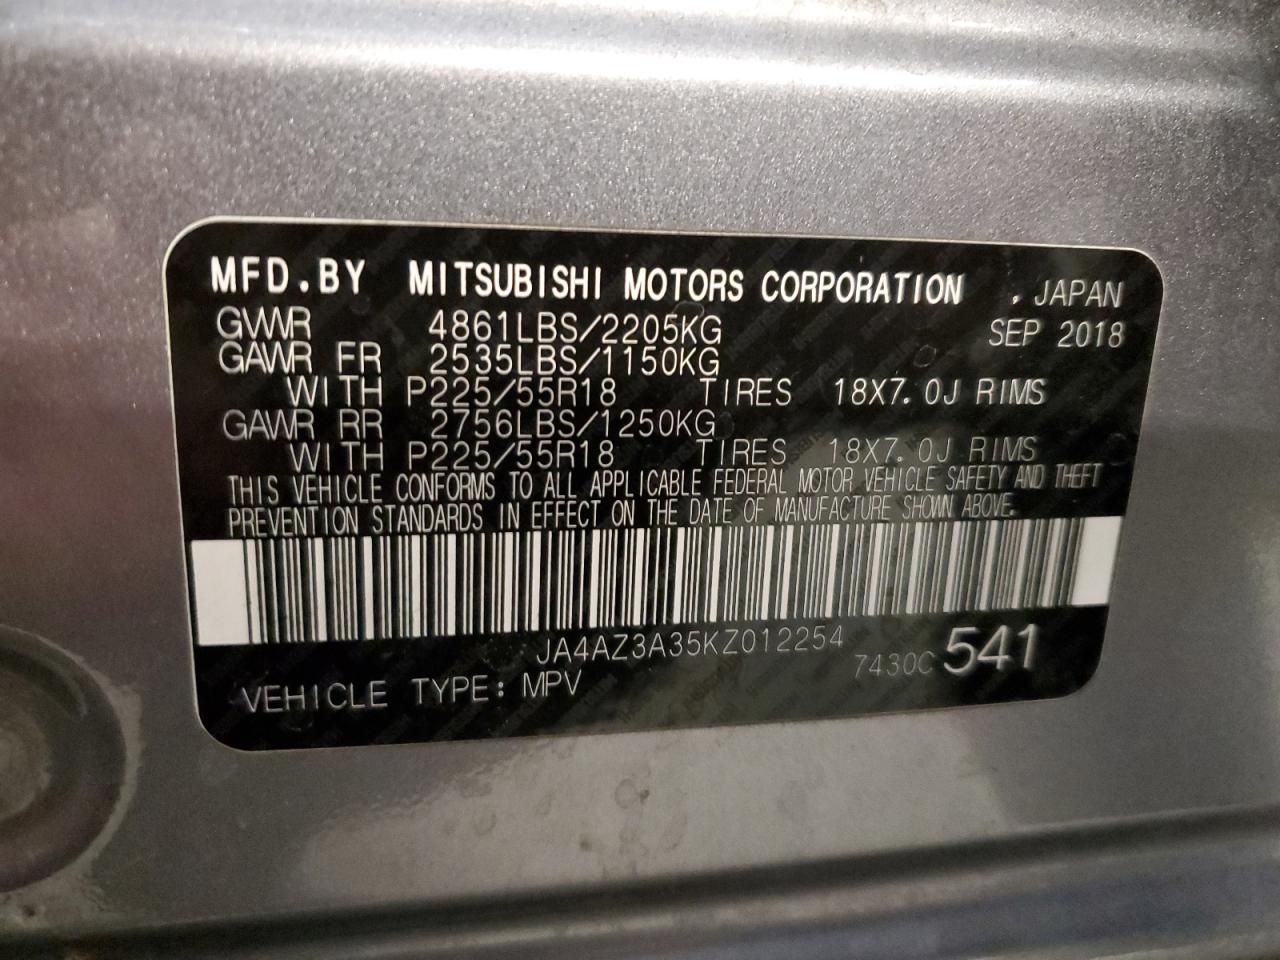 MFD.BY MITSUBISHI MOTORS CORPORATION , JAPAN
GVWR 4861LBS/2205KG SEP 2018
GAWR FR 2535LBS/1150KG
WITH P225/55R18 TIRES 18X7.0J RIMS
GAWR RR 2756LBS/1250KG
WITH P225/55R18 TIRES 18X7.0J RIMS
THIS VEHICLE CONFORMS TO ALL APPLICABLE FEDERAL MOTOR VEHICLE SAFETY AND THEFT
PREVENTION STANDARDS IN EFFECT ON THE DATE OF MANUFACTURE SHOWN ABOVE.
JA4AZ3A35KZ012254
7430C 541
VEHICLE TYPE: MPV